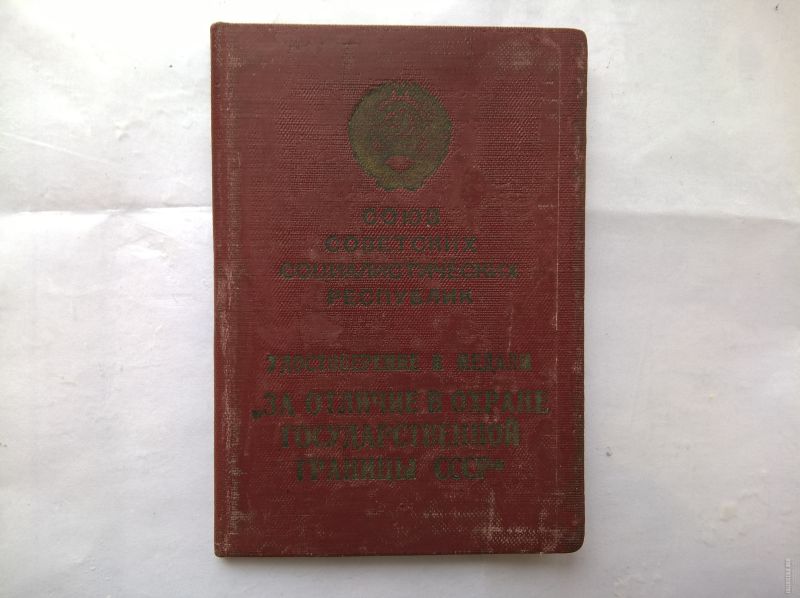 СОЮЗ
СОВЕТСКИХ
СОЦИАЛИСТИЧЕСКИХ
РЕСПУБЛИК
УДОСТОВЕРЕНИЕ К МЕДАЛИ
„ЗА ОТЛИЧИЕ В ОХРАНЕ
ГОСУДАРСТВЕННОЙ
ГРАНИЦЫ СССР“